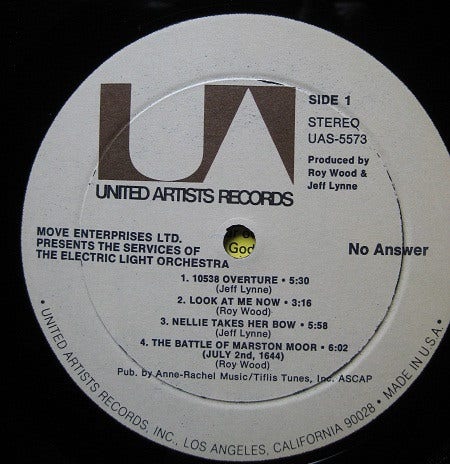 UA
UNITED ARTISTS RECORDS
SIDE 1
STEREO
UAS-5573
Produced by
Roy Wood &
Jeff Lynne
MOVE ENTERPRISES LTD.
PRESENTS THE SERVICES OF
THE ELECTRIC LIGHT ORCHESTRA
God
No Answer
1. 10538 OVERTURE • 5:30
(Jeff Lynne)
2. LOOK AT ME NOW • 3:16
(Roy Wood)
3. NELLIE TAKES HER BOW • 5:58
(Jeff Lynne)
4. THE BATTLE OF MARSTON MOOR • 6:02
(JULY 2nd, 1644)
(Roy Wood)
Pub. by Anne-Rachel Music/Tiflis Tunes, Inc. ASCAP
• UNITED ARTISTS RECORDS, INC., LOS ANGELES, CALIFORNIA 90028 • MADE IN U.S.A. •